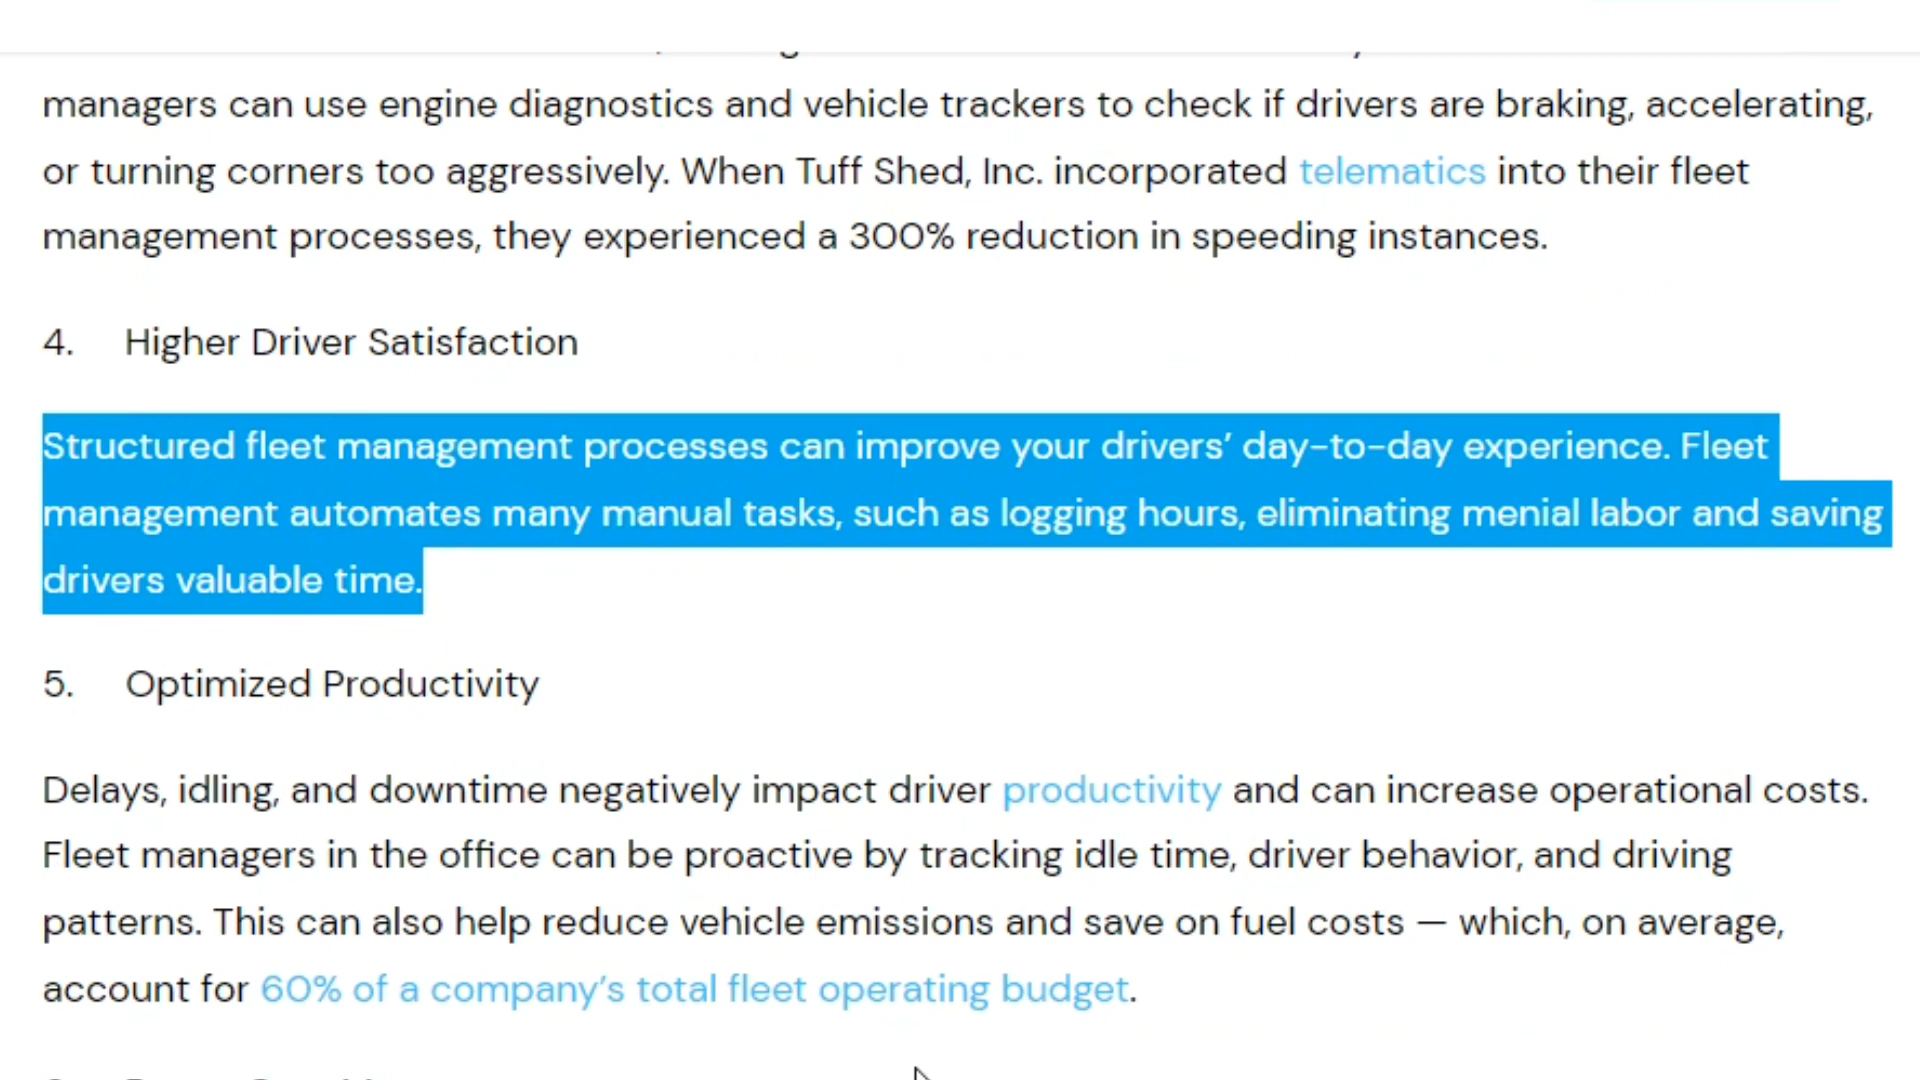 managers can use engine diagnostics and vehicle trackers to check if drivers are braking, accelerating,
or turning corners too aggressively. When Tuff Shed, Inc. incorporated telematics into their fleet
management processes, they experienced a 300% reduction in speeding instances.
4. Higher Driver Satisfaction
Structured fleet management processes can improve your drivers’ day-to-day experience. Fleet
management automates many manual tasks, such as logging hours, eliminating menial labor and saving
drivers valuable time.
5. Optimized Productivity
Delays, idling, and downtime negatively impact driver productivity and can increase operational costs.
Fleet managers in the office can be proactive by tracking idle time, driver behavior, and driving
patterns. This can also help reduce vehicle emissions and save on fuel costs — which, on average,
account for 60% of a company’s total fleet operating budget.